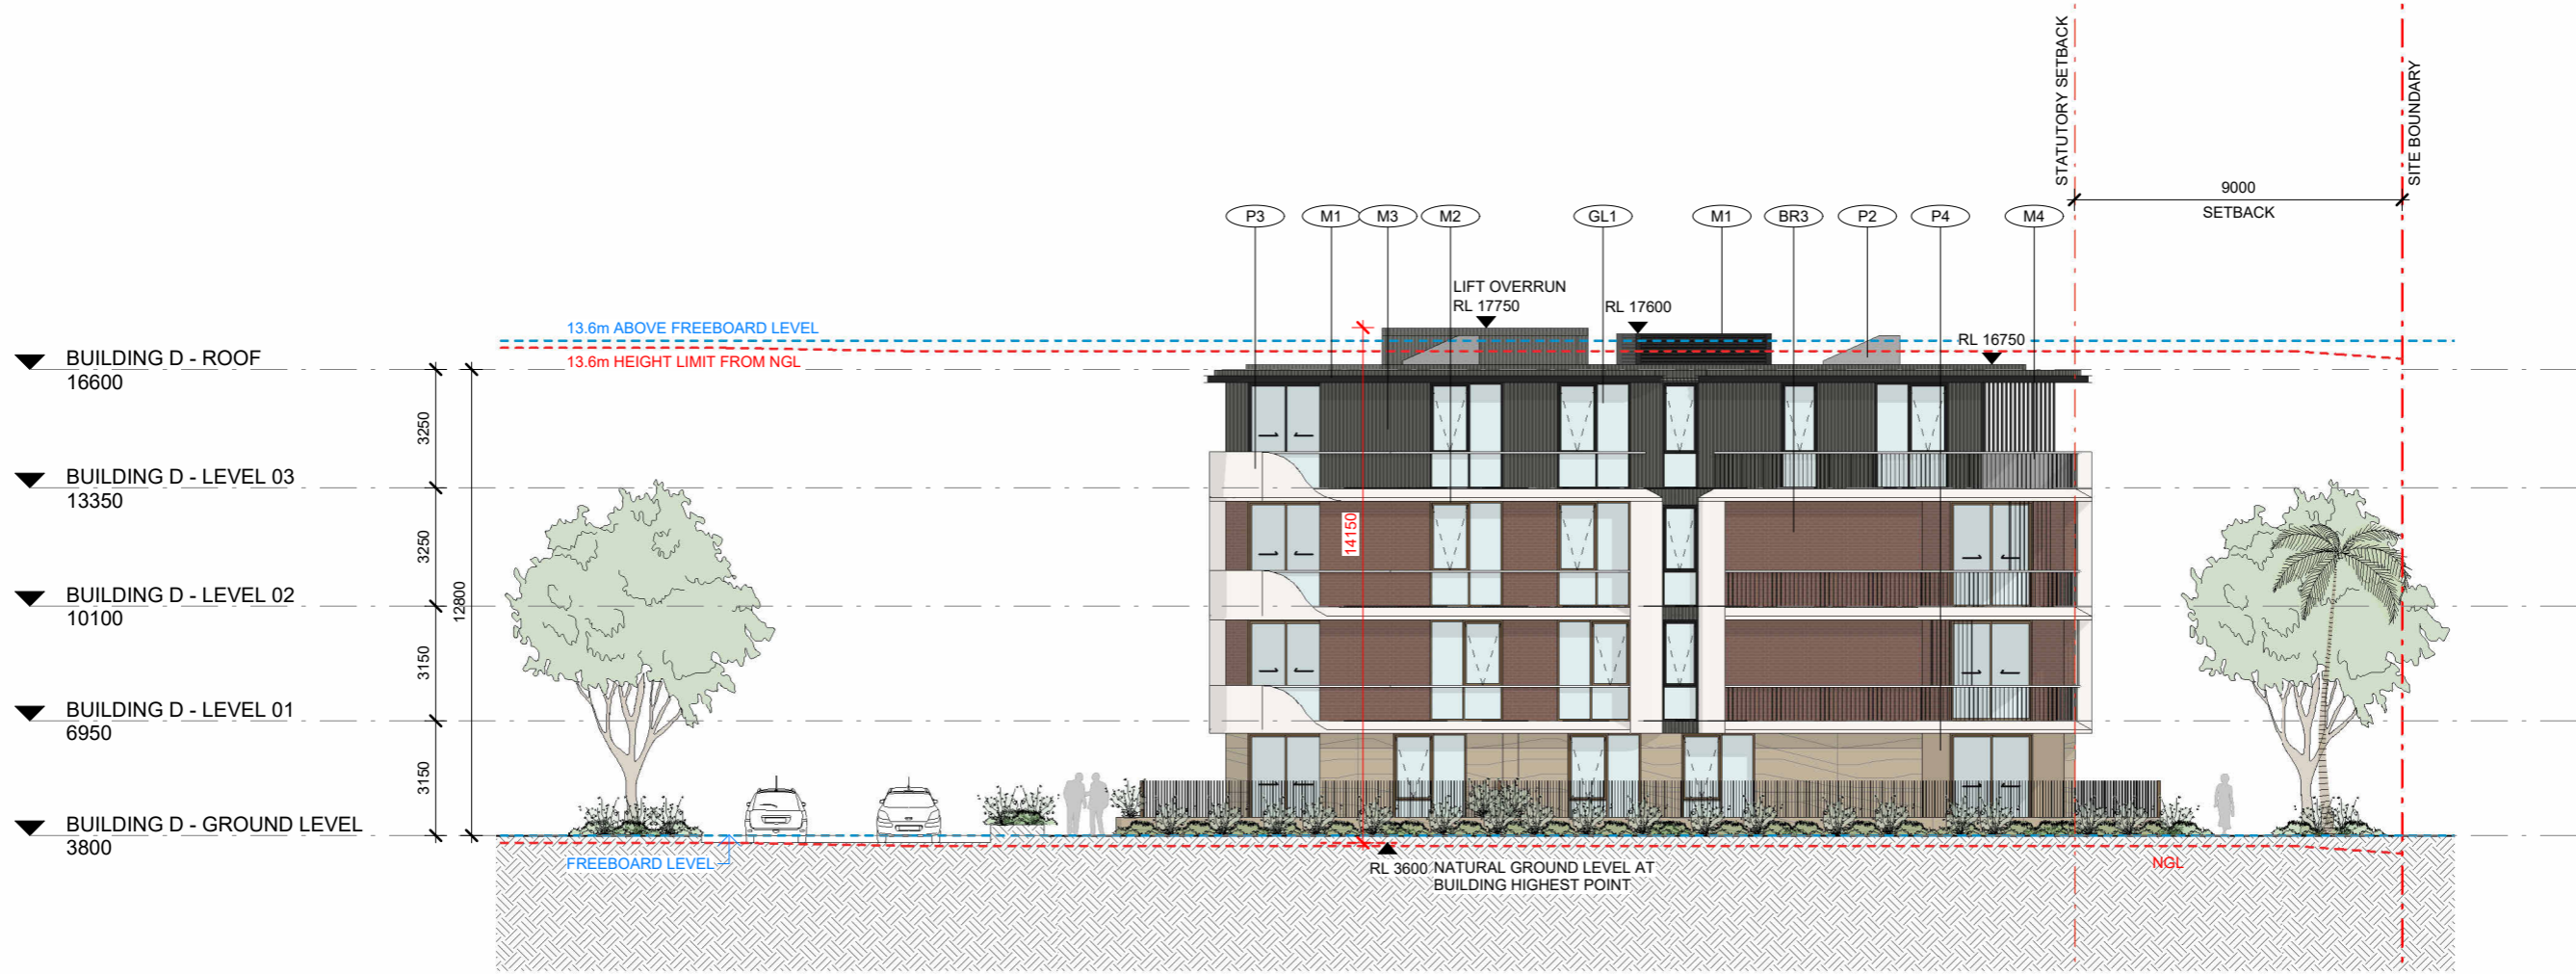 STATUTORY SETBACK
SITE BOUNDARY
9000
SETBACK
P3
M1
M3
M2
GL1
M1
BR3
P2
P4
M4
LIFT OVERRUN
RL 17750
RL 17600
RL 16750
13.6m ABOVE FREEBOARD LEVEL
13.6m HEIGHT LIMIT FROM NGL
BUILDING D - ROOF
16600
3250
BUILDING D - LEVEL 03
13350
3250
14150
BUILDING D - LEVEL 02
10100
12800
3150
BUILDING D - LEVEL 01
6950
3150
BUILDING D - GROUND LEVEL
3800
FREEBOARD LEVEL
RL 3600 NATURAL GROUND LEVEL AT
BUILDING HIGHEST POINT
NGL